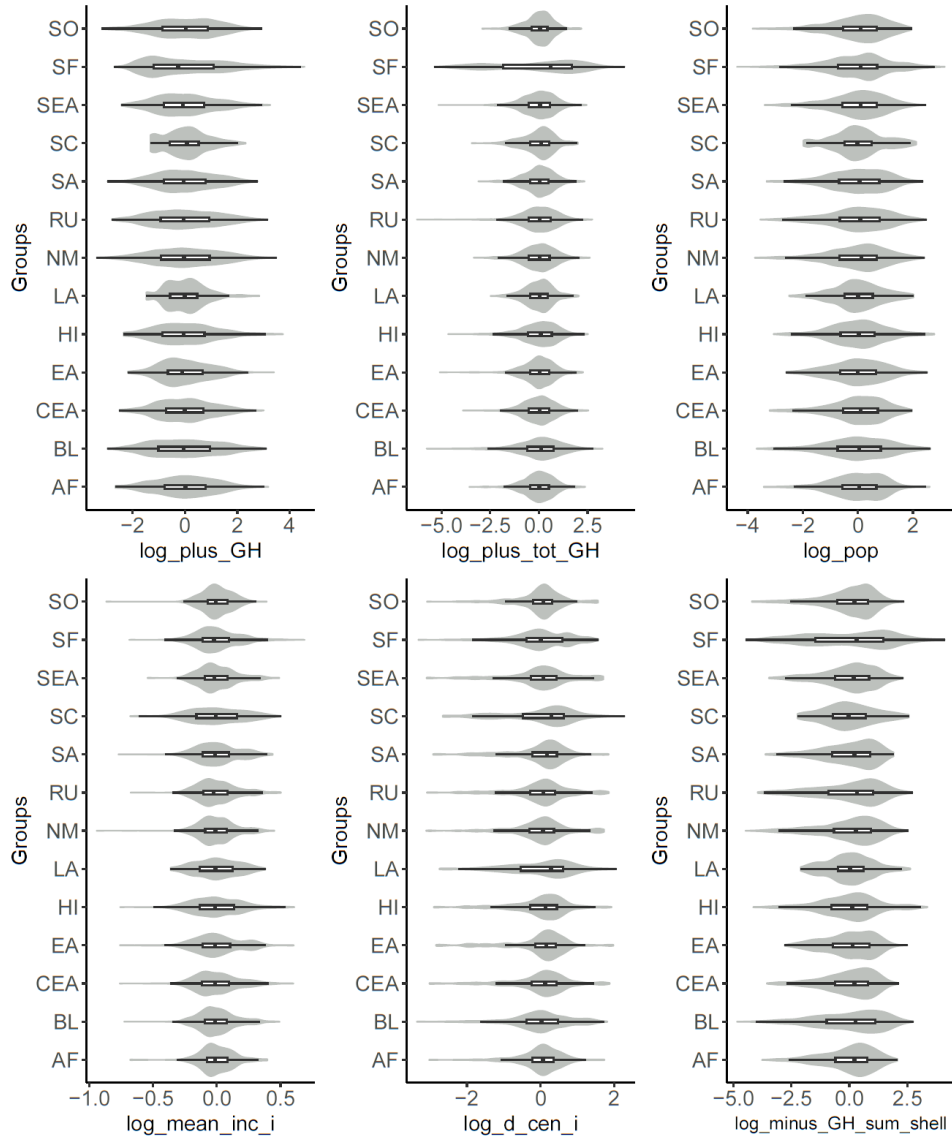 SO SO SO
SF SF SF
SEA SEA SEA
SC SC SC
SA SA SA
RU RU RU
Groups Groups Groups
NM NM NM
LA LA LA
HI HI HI
EA EA EA
CEA CEA CEA
BL BL BL
AF AF AF
−2 0 2 4 −5.0 −2.5 0.0 2.5 −4 −2 0 2
log_plus_GH log_plus_tot_GH log_pop
SO SO SO
SF SF SF
SEA SEA SEA
SC SC SC
SA SA SA
RU RU RU
Groups Groups Groups
NM NM NM
LA LA LA
HI HI HI
EA EA EA
CEA CEA CEA
BL BL BL
AF AF AF
−1.0 −0.5 0.0 0.5 −2 0 2 −5.0 −2.5 0.0 2.5
log_mean_inc_i log_d_cen_i log_minus_GH_sum_shell